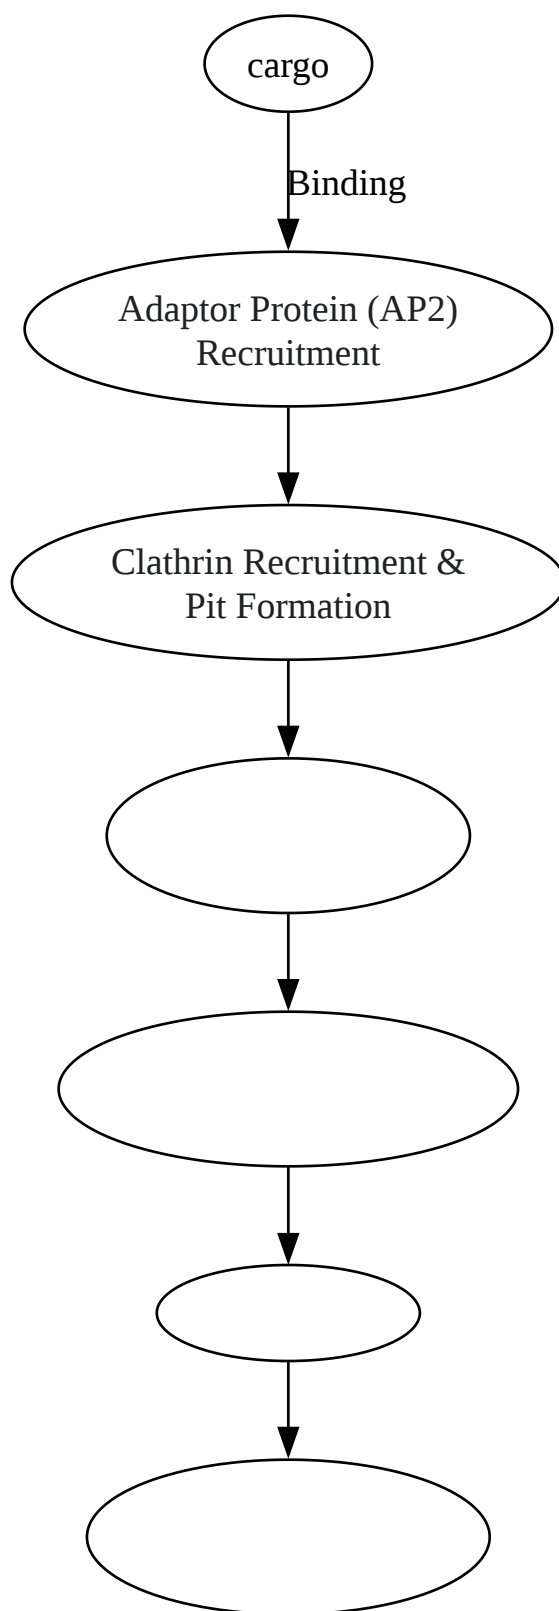 cargo
Binding
Adaptor Protein (AP2)
Recruitment
Clathrin Recruitment &
Pit Formation